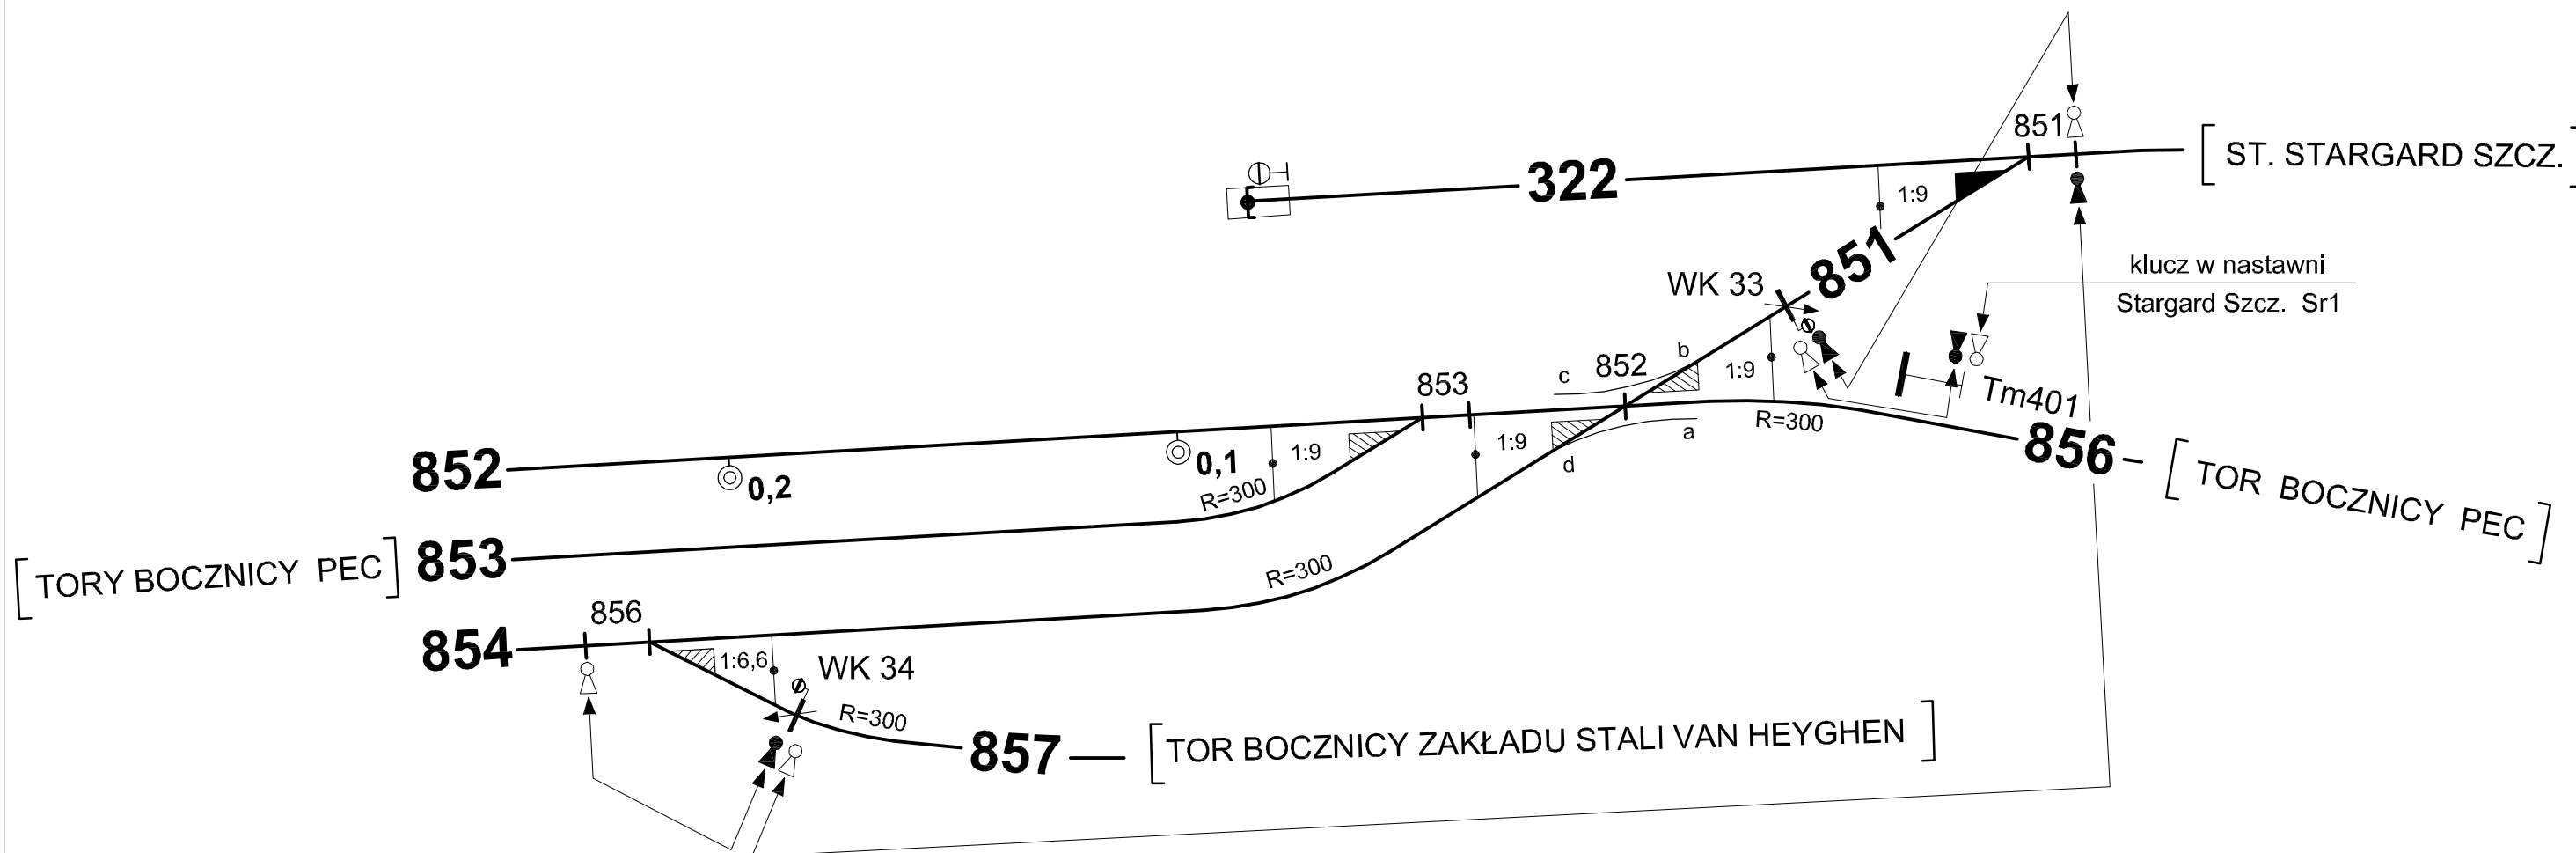 851
ST. STARGARD SZCZ.
322
1:9
851
klucz w nastawni
Stargard Szcz. Sr1
WK 33
b
852
1:9
c
853
Tm401
R=300
a
856
1:9
1:9
d
852
0,1
0,2
R=300
TOR BOCZNICY PEC
TORY BOCZNICY PEC
853
R=300
856
854
1:6,6
WK 34
R=300
857
TOR BOCZNICY ZAKŁADU STALI VAN HEYGHEN